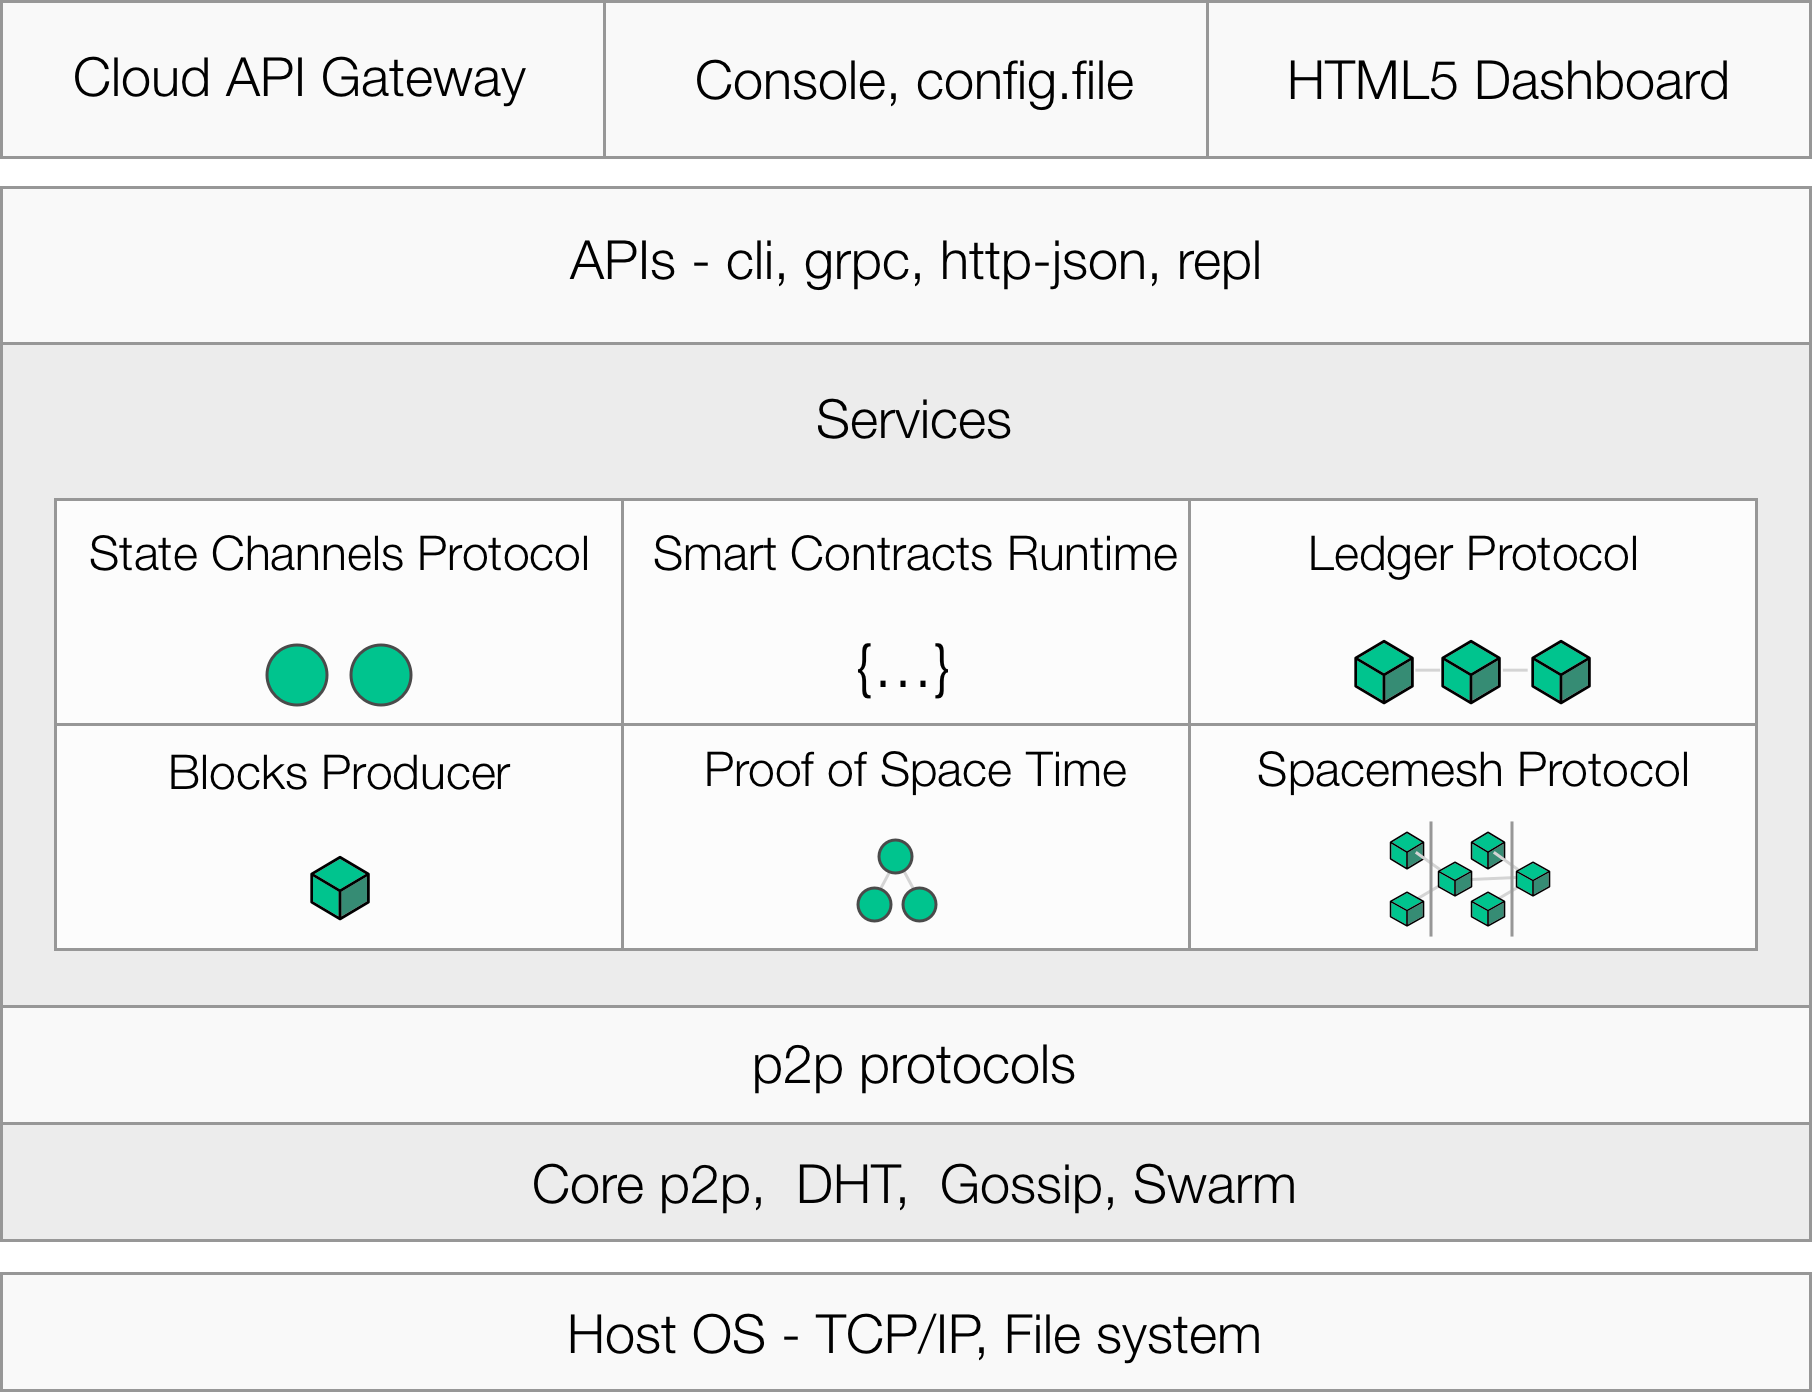 Cloud API Gateway
Console, config.file
HTML5 Dashboard
APIs - cli, grpc, http-json, repl
Services
State Channels Protocol
Smart Contracts Runtime
Ledger Protocol
{...}
Blocks Producer
Proof of Space Time
Spacemesh Protocol
p2p protocols
Core p2p,  DHT,  Gossip, Swarm
Host OS - TCP/IP, File system